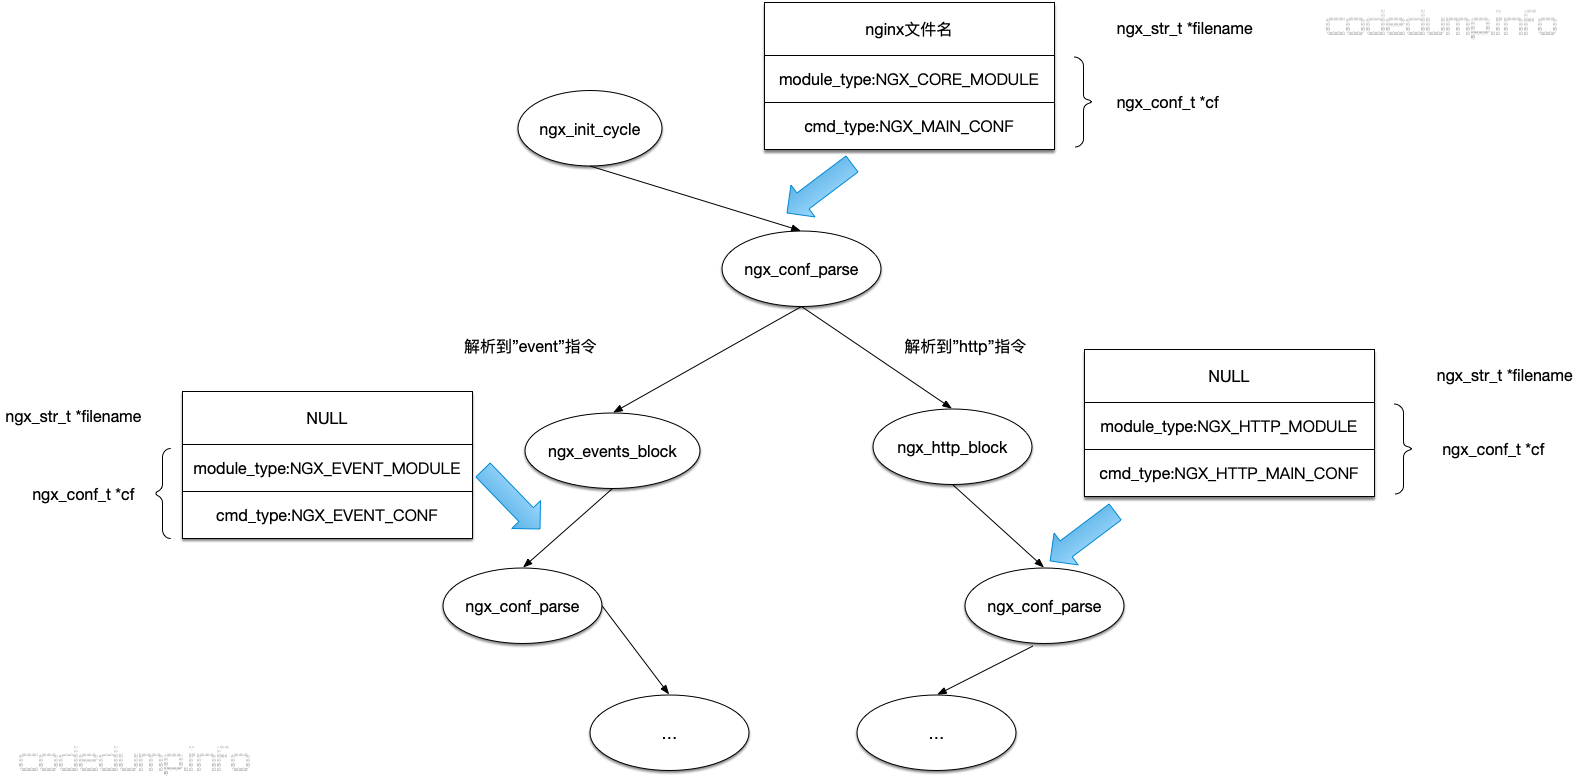 codedump.info
nginx文件名
ngx_str_t *filename
module_type:NGX_CORE_MODULE
ngx_conf_t *cf
cmd_type:NGX_MAIN_CONF
ngx_init_cycle
ngx_conf_parse
解析到”event”指令
解析到”http”指令
NULL
ngx_str_t *filename
ngx_str_t *filename
NULL
module_type:NGX_HTTP_MODULE
ngx_conf_t *cf
cmd_type:NGX_HTTP_MAIN_CONF
ngx_events_block
ngx_http_block
module_type:NGX_EVENT_MODULE
ngx_conf_t *cf
cmd_type:NGX_EVENT_CONF
ngx_conf_parse
ngx_conf_parse
...
...
codedump.info